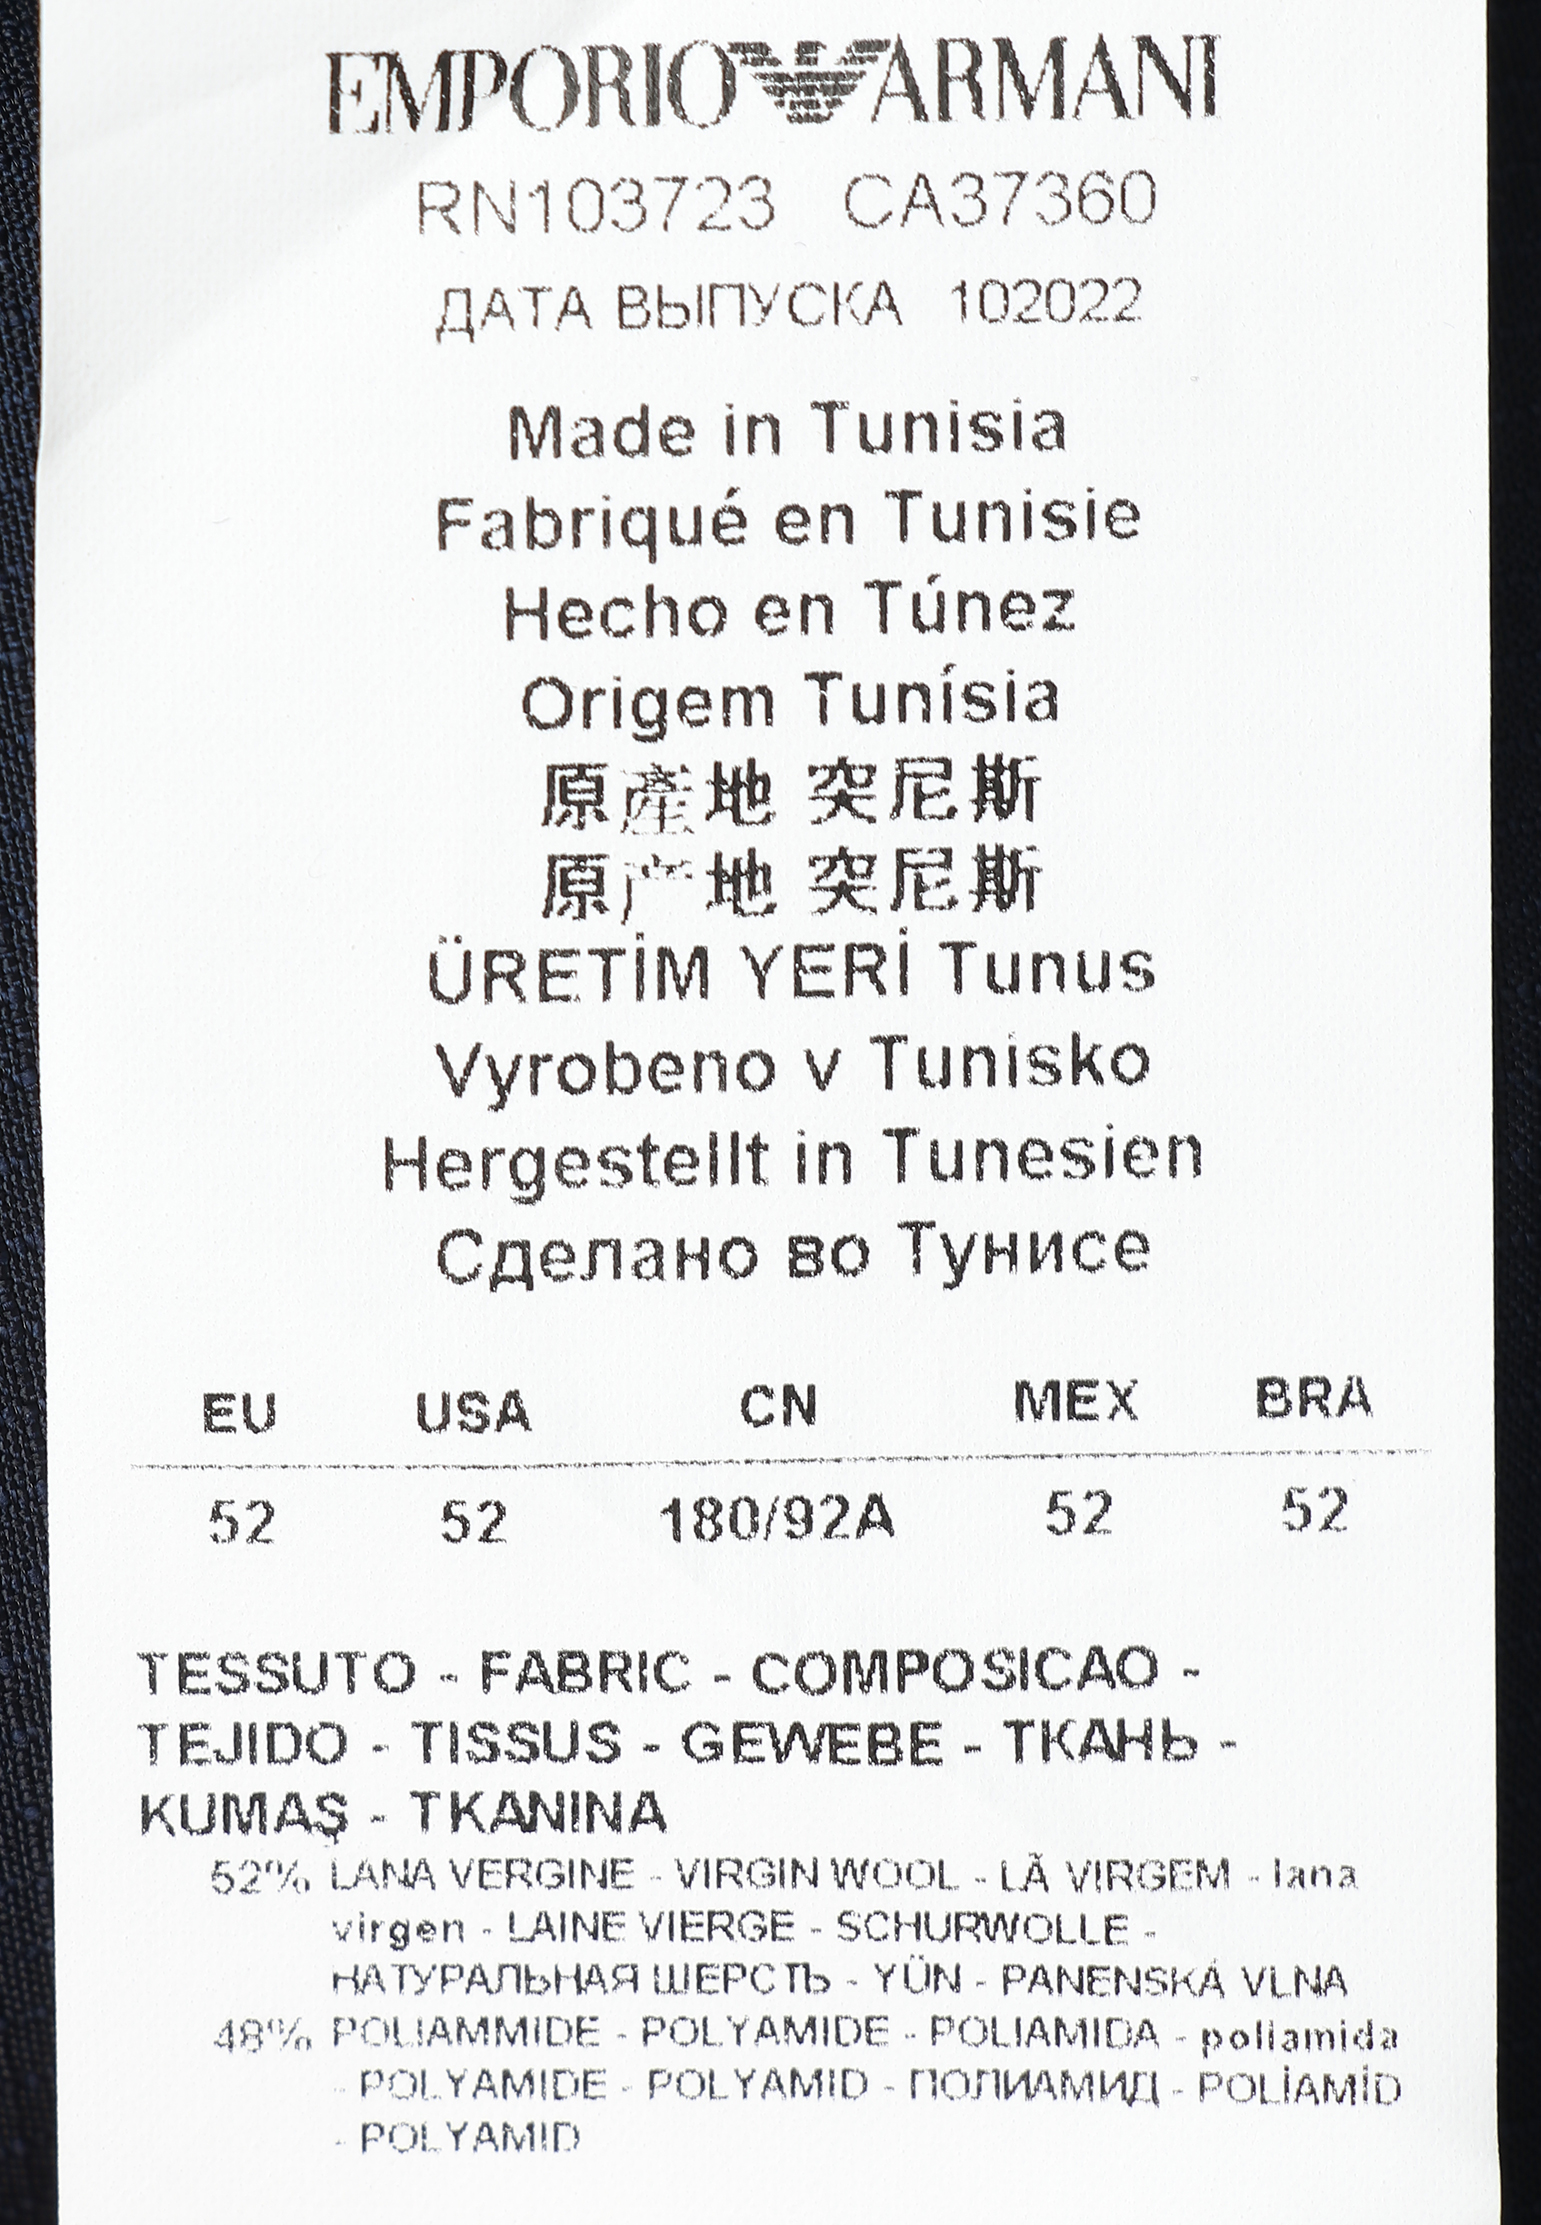 EMPORIO ARMANI
RN103723 CA37360
ДАТА ВЫПУСКА 102022
Made in Tunisia
Fabriqué en Tunisie
Hecho en Túnez
Origem Tunísia
原產地 突尼斯
原产地 突尼斯
ÜRETİM YERİ Tunus
Vyrobeno v Tunisko
Hergestellt in Tunesien
Сделано во Тунисе
EU USA CN MEX BRA
52 52 180/92A 52 52
TESSUTO - FABRIC - COMPOSICAO -
TEJIDO - TISSUS - GEWEBE - ТКАНЬ -
KUMAŞ - TKANINA
52% LANA VERGINE - VIRGIN WOOL - LÃ VIRGEM - lana
virgen - LAINE VIERGE - SCHURWOLLE -
НАТУРАЛЬНАЯ ШЕРСТЬ - YÜN - PANENSKÁ VLNA
48% POLIAMMIDE - POLYAMIDE - POLIAMIDA - poliamida
- POLYAMIDE - POLYAMID - ПОЛИАМИД - POLİAMİD
- POLYAMID